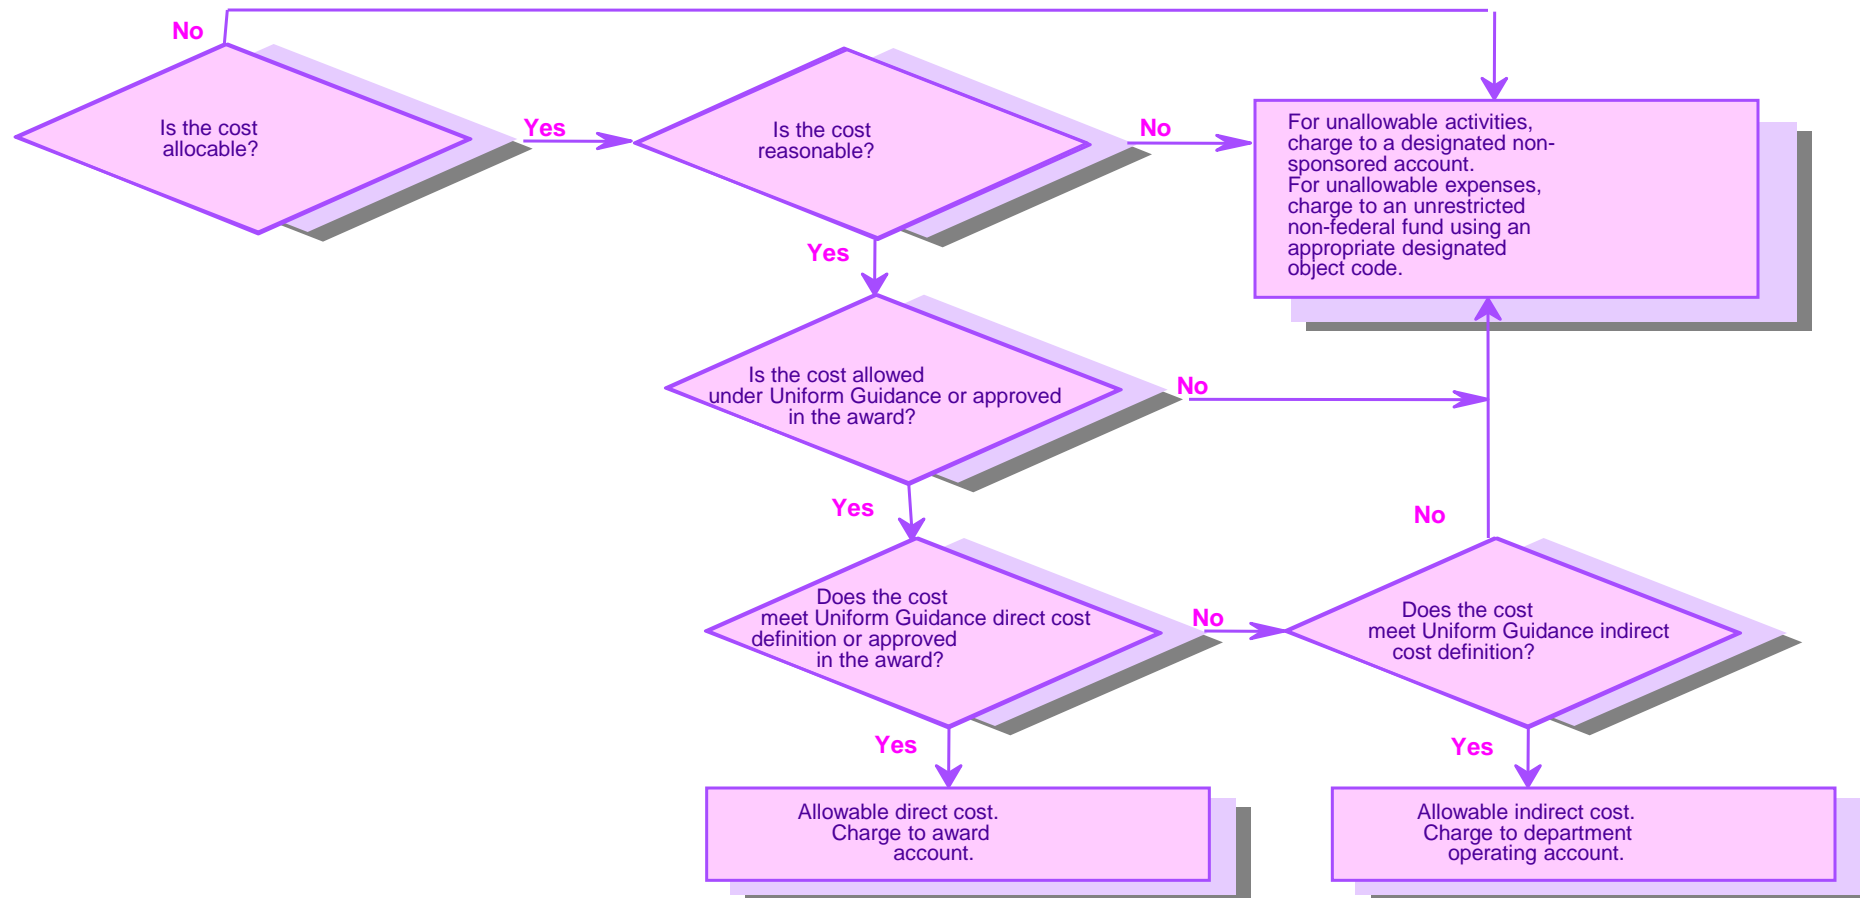 No
Is the cost
allocable?
Yes
Is the cost
reasonable?
No
For unallowable activities,
charge to a designated non-
sponsored account.
For unallowable expenses,
charge to an unrestricted
non-federal fund using an
appropriate designated
object code.
Yes
Is the cost allowed
under Uniform Guidance or approved
in the award?
No
Yes
Does the cost
meet Uniform Guidance direct cost
definition or approved
in the award?
No
No
Does the cost
meet Uniform Guidance indirect
cost definition?
Yes
Yes
Allowable direct cost.
Charge to award
account.
Allowable indirect cost.
Charge to department
operating account.